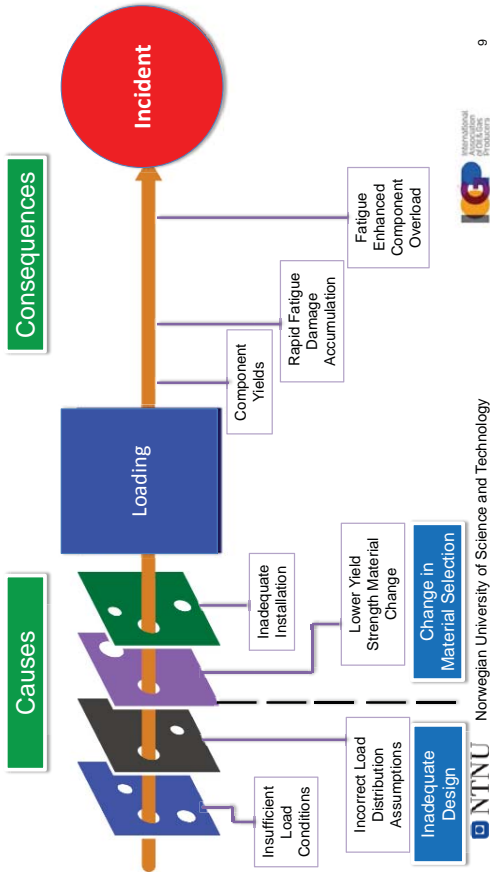 Causes
Consequences
Loading
Incident
Insufficient
Load
Conditions
Incorrect Load
Distribution
Assumptions
Inadequate
Installation
Lower Yield
Strength Material
Change
Component
Yields
Rapid Fatigue
Damage
Accumulation
Fatigue
Enhanced
Component
Overload
Inadequate
Design
Change in
Material Selection
NTNU
Norwegian University of Science and Technology
International
Association
of Oil & Gas
Producers
9